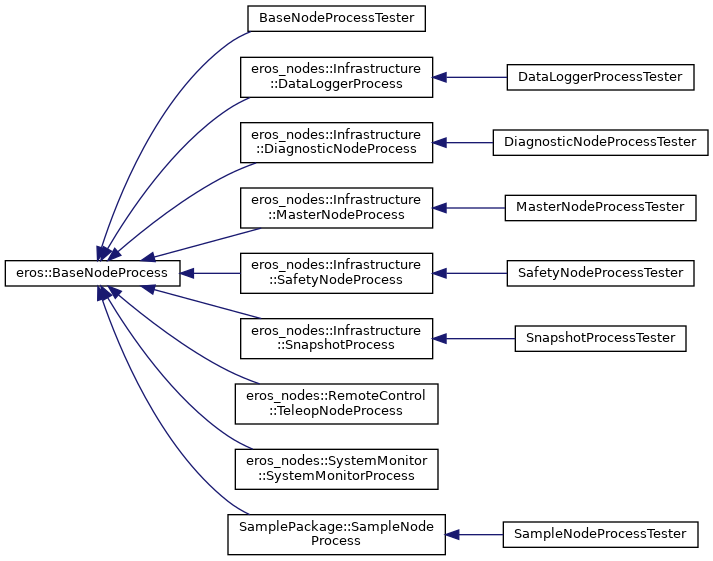 BaseNodeProcessTester
eros_nodes::Infrastructure
::DataLoggerProcess
DataLoggerProcessTester
eros_nodes::Infrastructure
::DiagnosticNodeProcess
DiagnosticNodeProcessTester
eros_nodes::Infrastructure
::MasterNodeProcess
MasterNodeProcessTester
eros::BaseNodeProcess
eros_nodes::Infrastructure
::SafetyNodeProcess
SafetyNodeProcessTester
eros_nodes::Infrastructure
::SnapshotProcess
SnapshotProcessTester
eros_nodes::RemoteControl
::TeleopNodeProcess
eros_nodes::SystemMonitor
::SystemMonitorProcess
SamplePackage::SampleNode
Process
SampleNodeProcessTester